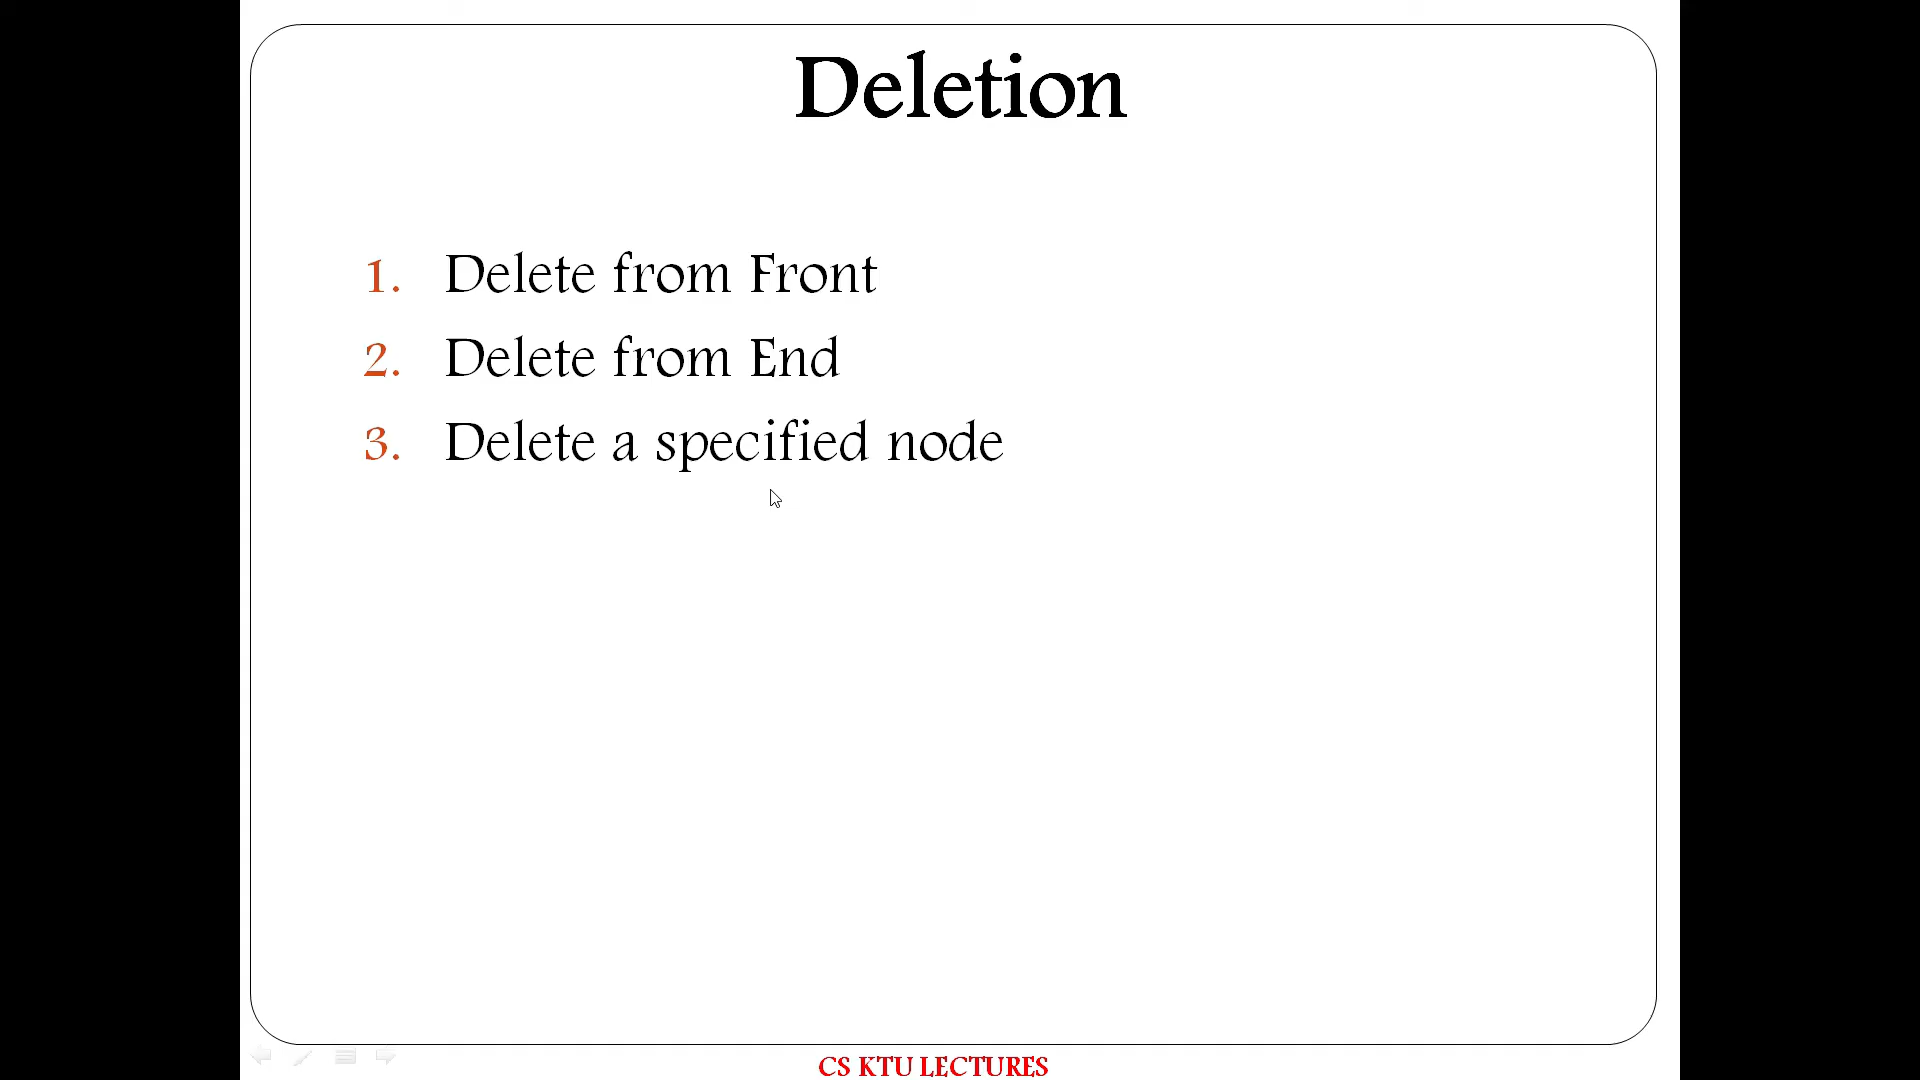 Deletion
1. Delete from Front
2. Delete from End
3. Delete a specified node
CS KTU LECTURES